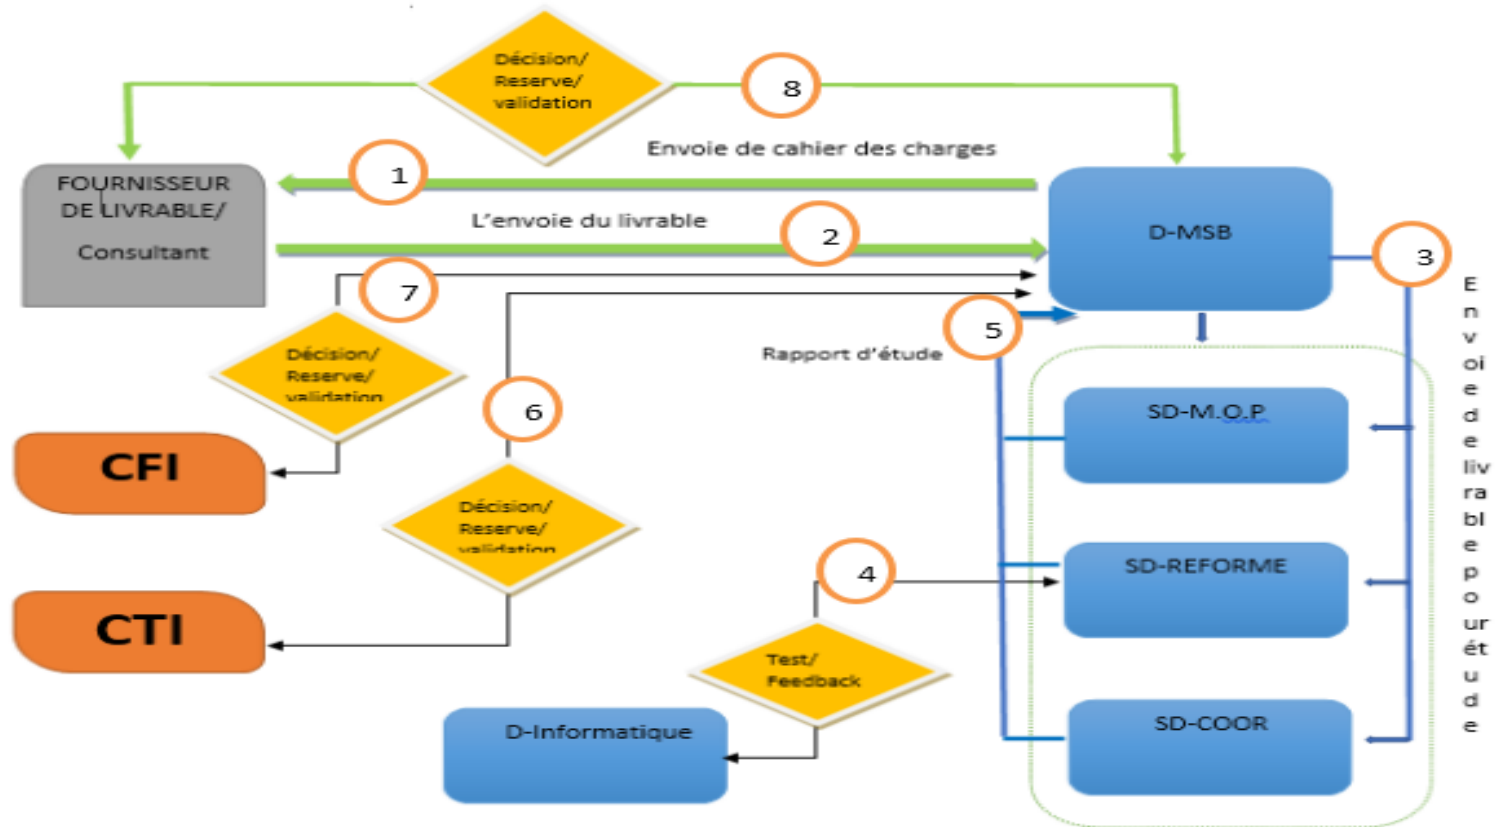 Décision/
Reserve/
validation
8
Envoie de cahier des charges
1
FOURNISSEUR
DE LIVRABLE/
Consultant
L'envoie du livrable
2
D-MSB
3
7
5
Rapport d'étude
Décision/
Reserve/
validation
6
CFI
Décision/
Reserve/
validation
CTI
4
Test/
Feedback
D-Informatique
SD-M.O.P
SD-REFORME
SD-COOR
E
n
v
oi
e
d
e
liv
ra
bl
e
p
o
ur
ét
u
d
e